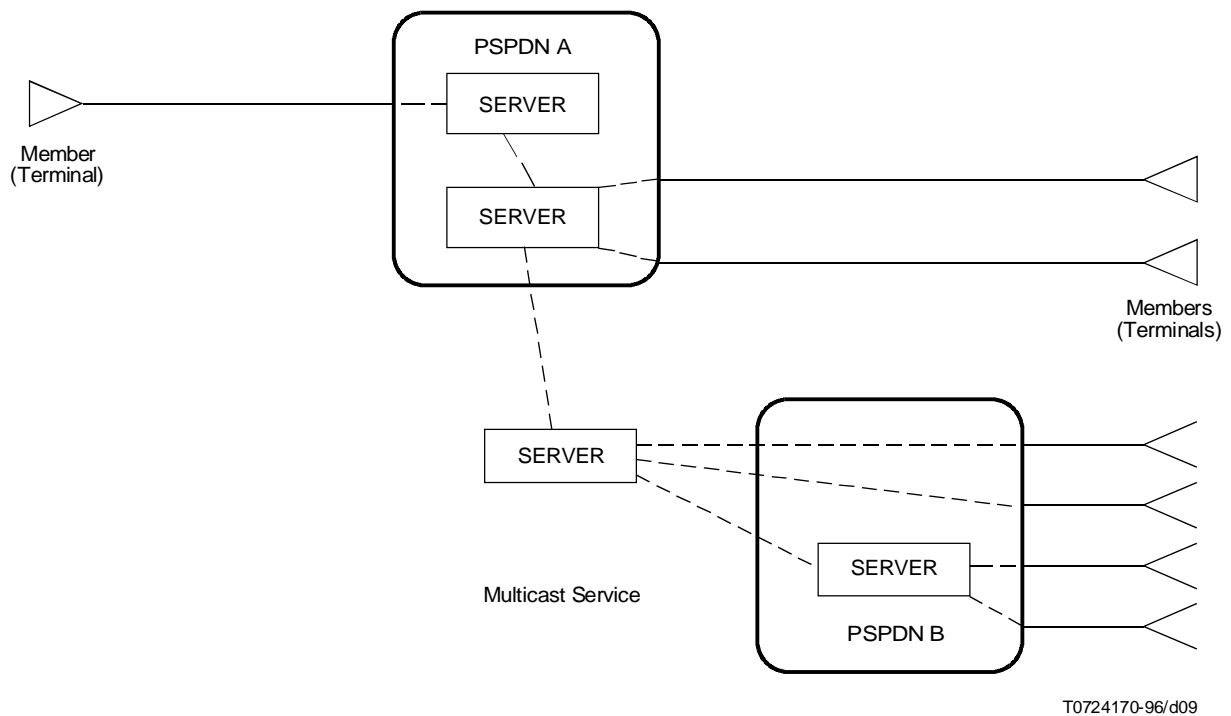 PSPDN A
SERVER
Member
(Terminal)
SERVER
Members
(Terminals)
SERVER
SERVER
Multicast Service
PSPDN B
T0724170-96/d09